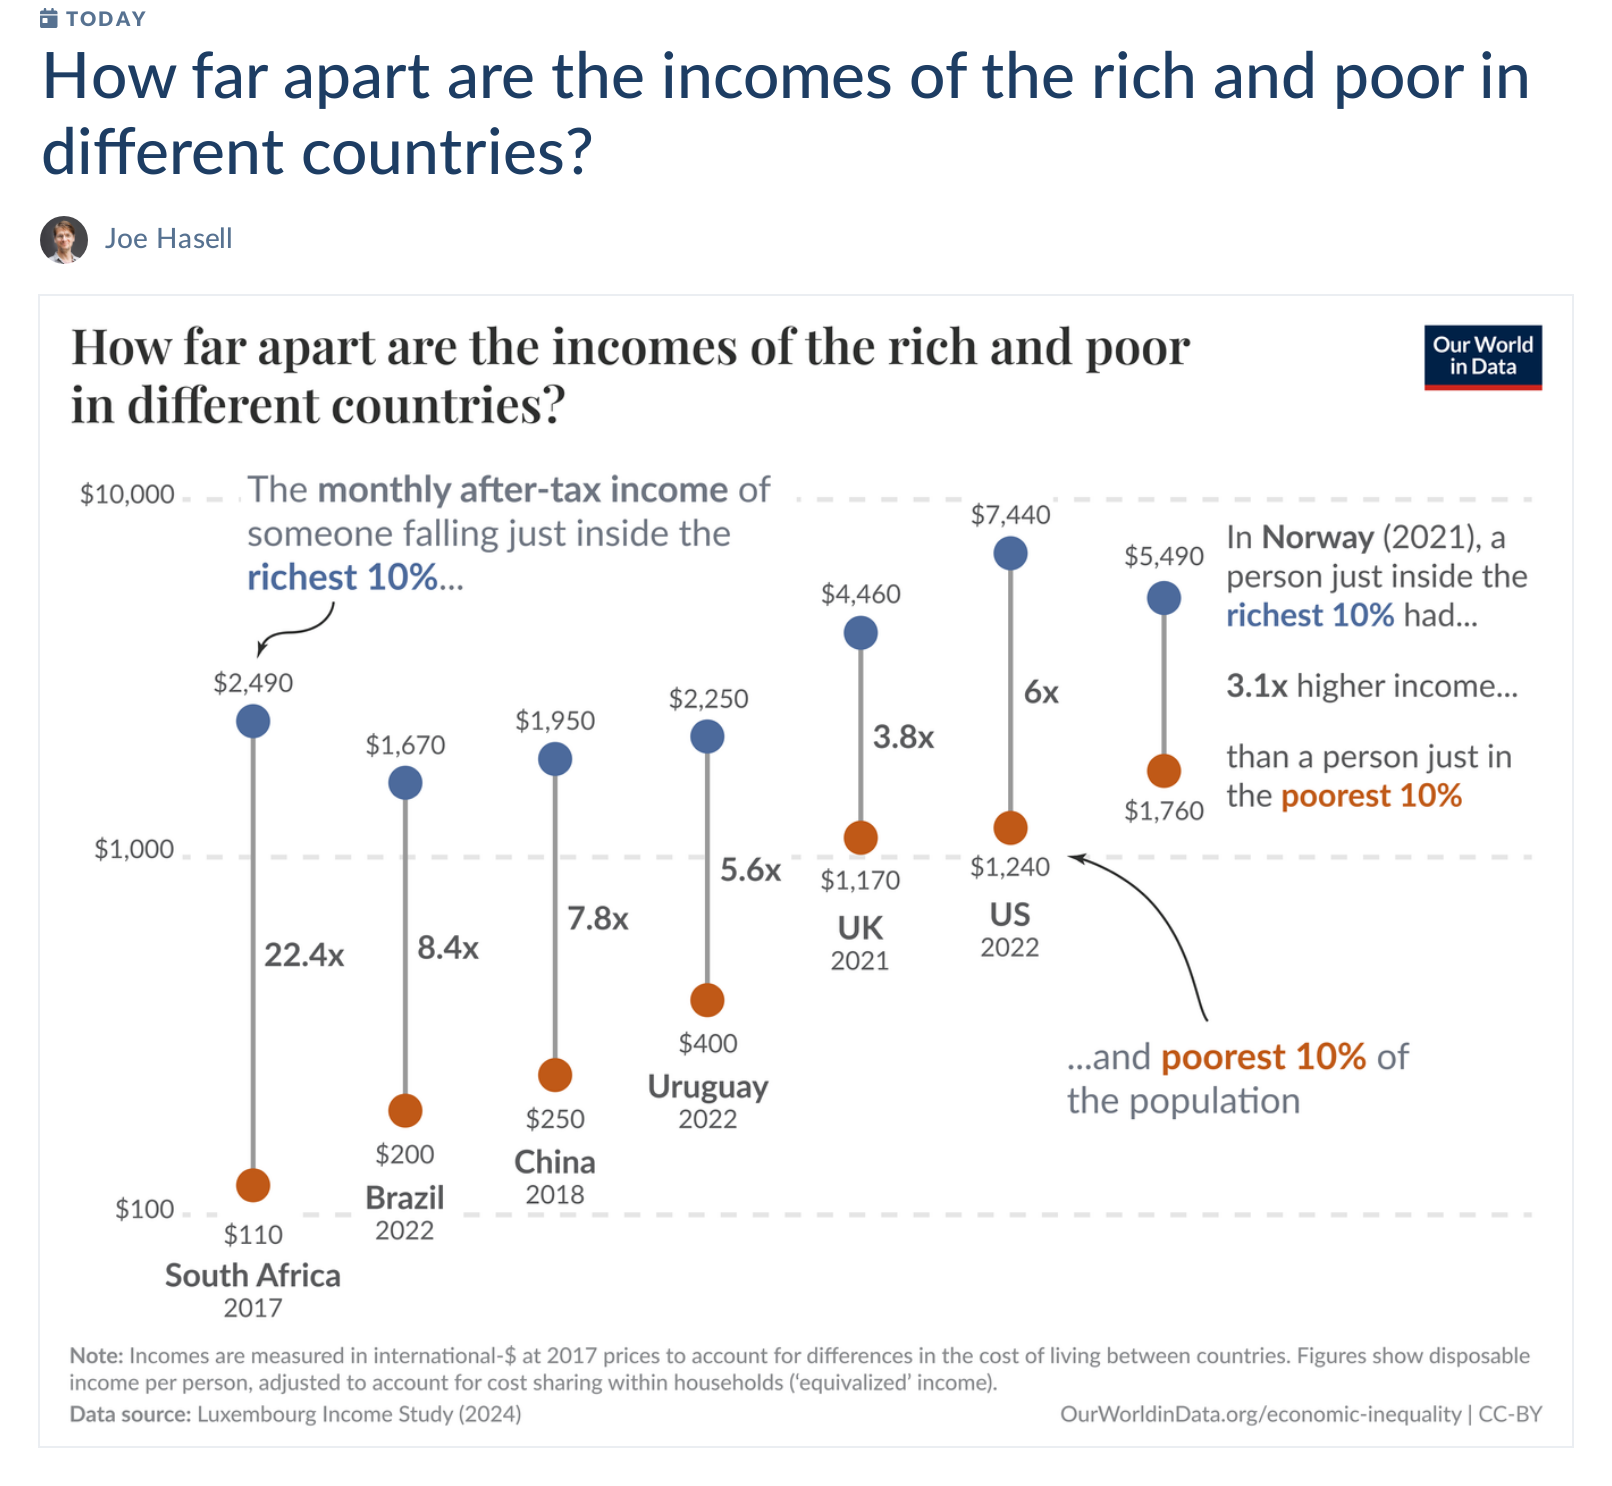 TODAY
How far apart are the incomes of the rich and poor in
different countries?
Joe Hasell
How far apart are the incomes of the rich and poor
in different countries?
Our World
in Data
$10,000
The monthly after-tax income of
someone falling just inside the
richest 10%...
$7,440
$5,490
In Norway (2021), a
person just inside the
richest 10% had...
3.1x higher income...
than a person just in
the poorest 10%
$1,760
$4,460
$2,490
$1,670
$1,950
$2,250
6x
3.8x
$1,000
5.6x
$1,170
UK
2021
$1,240
US
2022
7.8x
8.4x
22.4x
$400
Uruguay
2022
...and poorest 10% of
the population
$250
China
2018
$200
Brazil
2022
$100
$110
South Africa
2017
Note: Incomes are measured in international-$ at 2017 prices to account for differences in the cost of living between countries. Figures show disposable
income per person, adjusted to account for cost sharing within households (‘equivalized’ income).
Data source: Luxembourg Income Study (2024)
OurWorldinData.org/economic-inequality | CC-BY